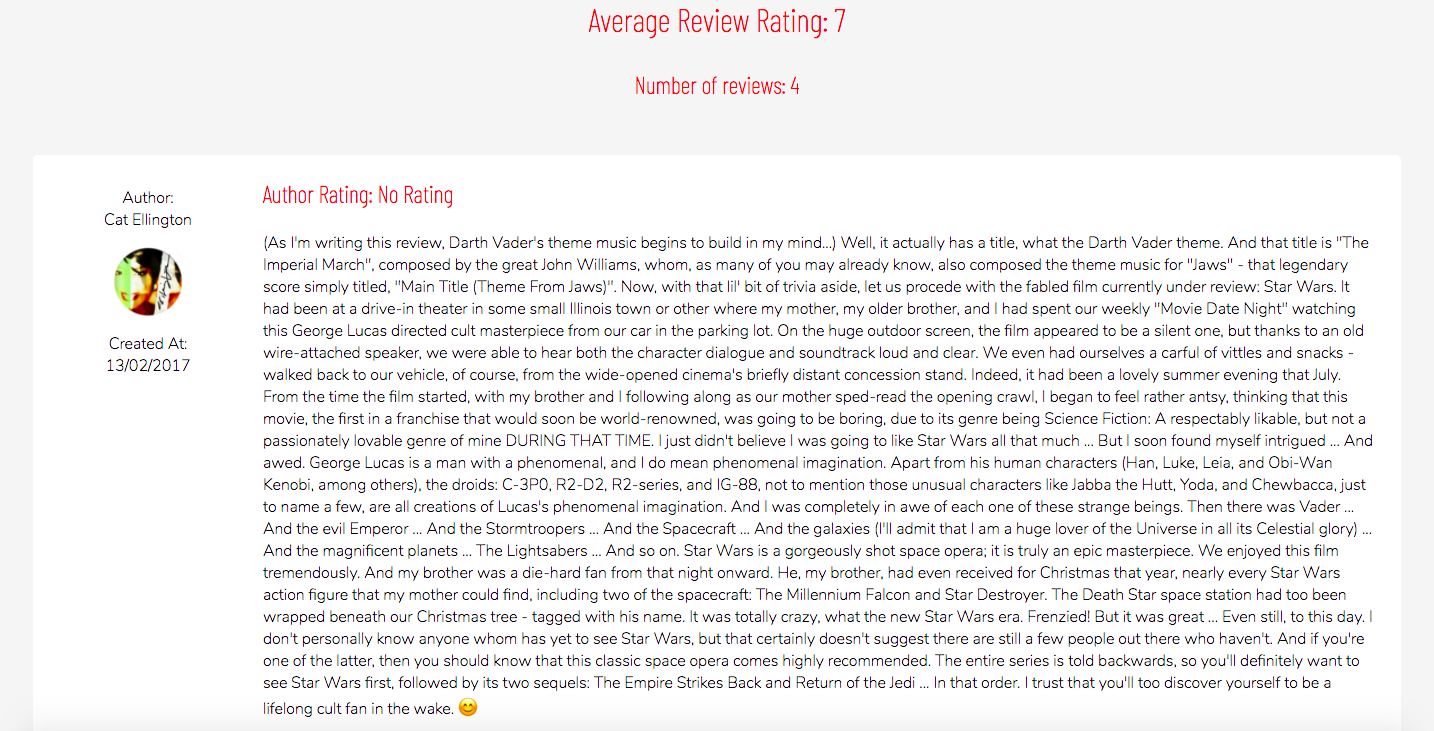 Average Review Rating: 7
Number of reviews: 4
Author:
Cat Ellington
Created At:
13/02/2017
Author Rating: No Rating
(As I'm writing this review, Darth Vader's theme music begins to build in my mind...) Well, it actually has a title, what the Darth Vader theme. And that title is "The
Imperial March", composed by the great John Williams, whom, as many of you may already know, also composed the theme music for "Jaws" - that legendary
score simply titled, "Main Title (Theme From Jaws)". Now, with that lil' bit of trivia aside, let us procede with the fabled film currently under review: Star Wars. It
had been at a drive-in theater in some small Illinois town or other where my mother, my older brother, and I had spent our weekly "Movie Date Night" watching
this George Lucas directed cult masterpiece from our car in the parking lot. On the huge outdoor screen, the film appeared to be a silent one, but thanks to an old
wire-attached speaker, we were able to hear both the character dialogue and soundtrack loud and clear. We even had ourselves a carful of vittles and snacks -
walked back to our vehicle, of course, from the wide-opened cinema's briefly distant concession stand. Indeed, it had been a lovely summer evening that July.
From the time the film started, with my brother and I following along as our mother sped-read the opening crawl, I began to feel rather antsy, thinking that this
movie, the first in a franchise that would soon be world-renowned, was going to be boring, due to its genre being Science Fiction: A respectably likable, but not a
passionately lovable genre of mine DURING THAT TIME. I just didn't believe I was going to like Star Wars all that much ... But I soon found myself intrigued ... And
awed. George Lucas is a man with a phenomenal, and I do mean phenomenal imagination. Apart from his human characters (Han, Luke, Leia, and Obi-Wan
Kenobi, among others), the droids: C-3P0, R2-D2, R2-series, and IG-88, not to mention those unusual characters like Jabba the Hutt, Yoda, and Chewbacca, just
to name a few, are all creations of Lucas's phenomenal imagination. And I was completely in awe of each one of these strange beings. Then there was Vader ...
And the evil Emperor ... And the Stormtroopers ... And the Spacecraft ... And the galaxies (I'll admit that I am a huge lover of the Universe in all its Celestial glory) ...
And the magnificent planets ... The Lightsabers ... And so on. Star Wars is a gorgeously shot space opera; it is truly an epic masterpiece. We enjoyed this film
tremendously. And my brother was a die-hard fan from that night onward. He, my brother, had even received for Christmas that year, nearly every Star Wars
action figure that my mother could find, including two of the spacecraft: The Millennium Falcon and Star Destroyer. The Death Star space station had too been
wrapped beneath our Christmas tree - tagged with his name. It was totally crazy, what the new Star Wars era. Frenzied! But it was great ... Even still, to this day. I
don't personally know anyone whom has yet to see Star Wars, but that certainly doesn't suggest there are still a few people out there who haven't. And if you're
one of the latter, then you should know that this classic space opera comes highly recommended. The entire series is told backwards, so you'll definitely want to
see Star Wars first, followed by its two sequels: The Empire Strikes Back and Return of the Jedi ... In that order. I trust that you'll too discover yourself to be a
lifelong cult fan in the wake. 😊